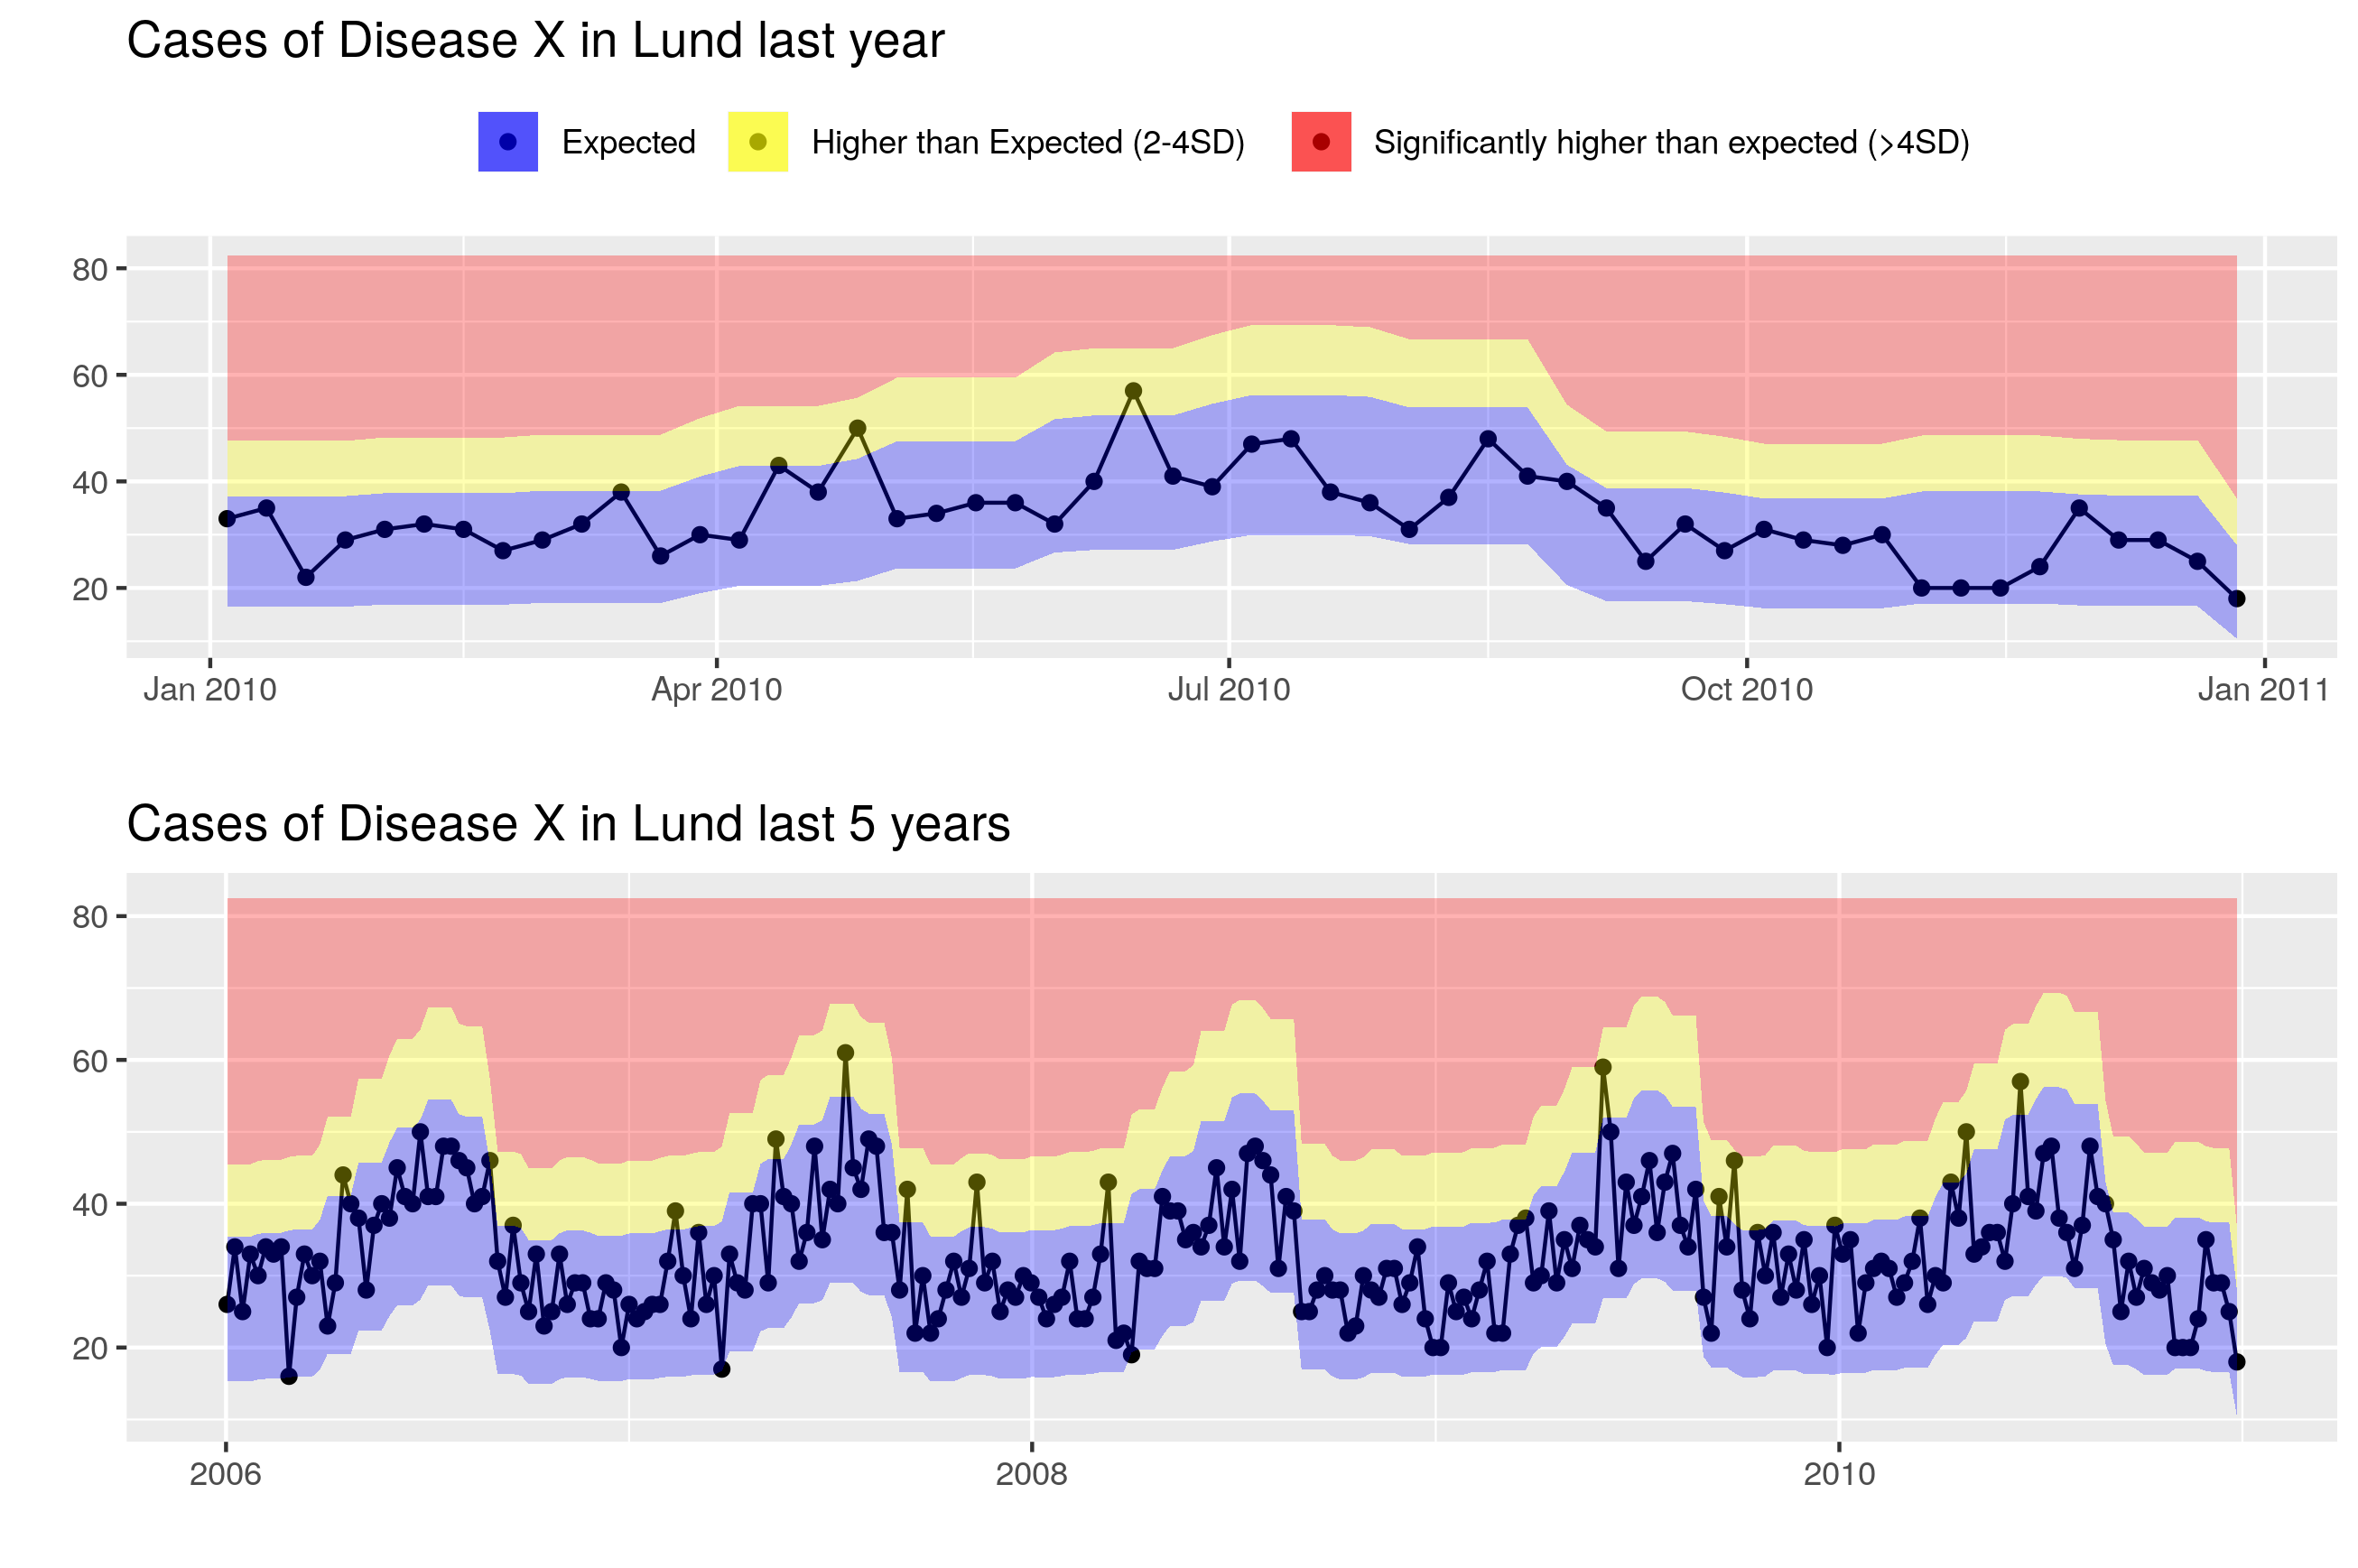 Cases of Disease X in Lund last year
Expected Higher than Expected (2-4SD) Significantly higher than expected (>4SD)
80
60
40
20
Jan 2010 Apr 2010 Jul 2010 Oct 2010 Jan 2011
Cases of Disease X in Lund last 5 years
80
60
40
20
2006 2008 2010